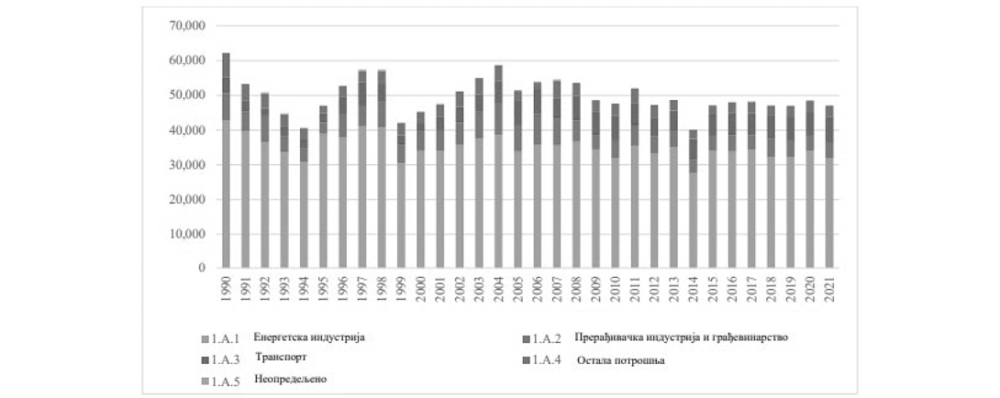 70,000
60,000
50,000
40,000
30,000
20,000
10,000
0
1990 1991 1992 1993 1994 1995 1996 1997 1998 1999 2000 2001 2002 2003 2004 2005 2006 2007 2008 2009 2010 2011 2012 2013 2014 2015 2016 2017 2018 2019 2020 2021
1.A.1 Енергетска индустрија 1.A.2 Прерађивачка индустрија и грађевинарство
1.A.3 Транспорт 1.A.4 Остала потрошња
1.A.5 Неопредељено